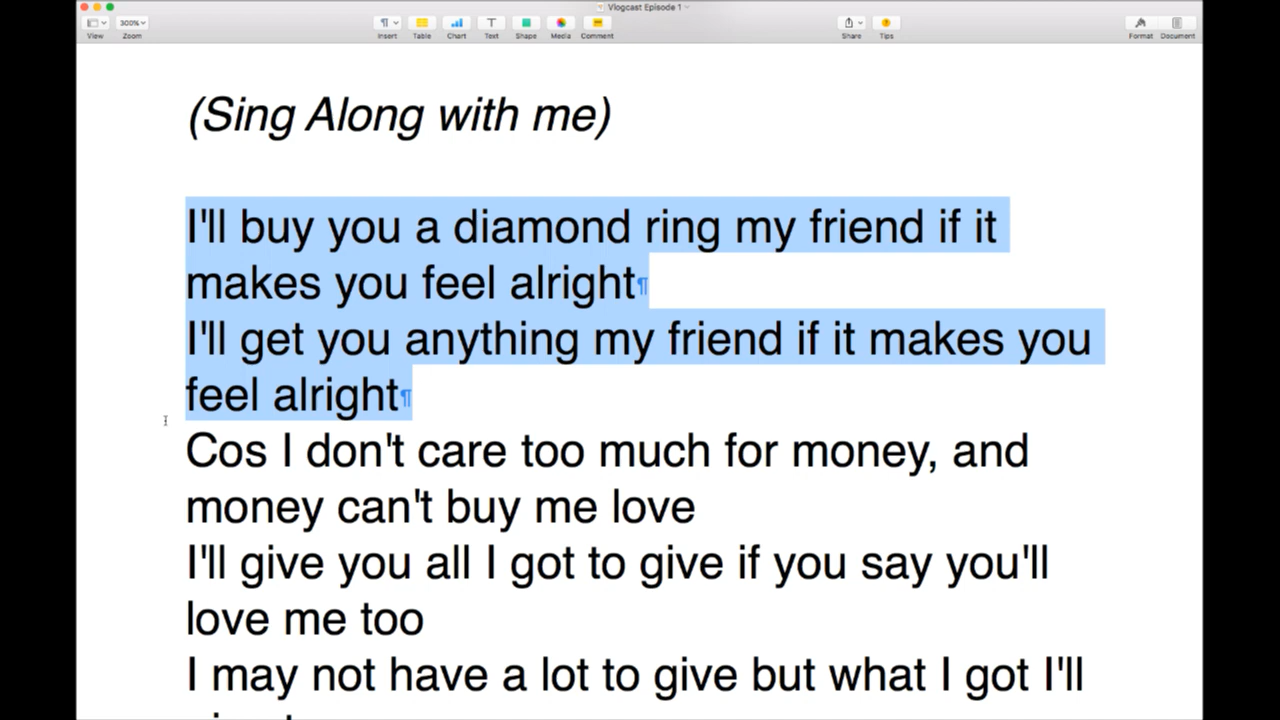 Vlogcast Episode 1
300%
View Zoom Insert Table Chart Text Shape Media Comment Share Tips Format Document
(Sing Along with me)
I'll buy you a diamond ring my friend if it
makes you feel alright¶
I'll get you anything my friend if it makes you
feel alright¶
Cos I don't care too much for money, and
money can't buy me love
I'll give you all I got to give if you say you'll
love me too
I may not have a lot to give but what I got I'll